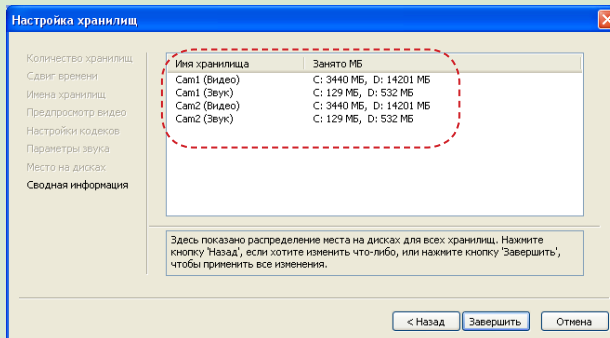 Настройка хранилищ
Количество хранилищ
Сдвиг времени
Имена хранилищ
Предпросмотр видео
Настройки кодеков
Параметры звука
Место на дисках
Сводная информация
Имя хранилища Занято МБ
Cam1 (Видео) C: 3440 МБ, D: 14201 МБ
Cam1 (Звук) C: 129 МБ, D: 532 МБ
Cam2 (Видео) C: 3440 МБ, D: 14201 МБ
Cam2 (Звук) C: 129 МБ, D: 532 МБ
Здесь показано распределение места на дисках для всех хранилищ. Нажмите
кнопку 'Назад', если хотите изменить что-либо, или нажмите кнопку 'Завершить',
чтобы применить все изменения.
< Назад Завершить Отмена